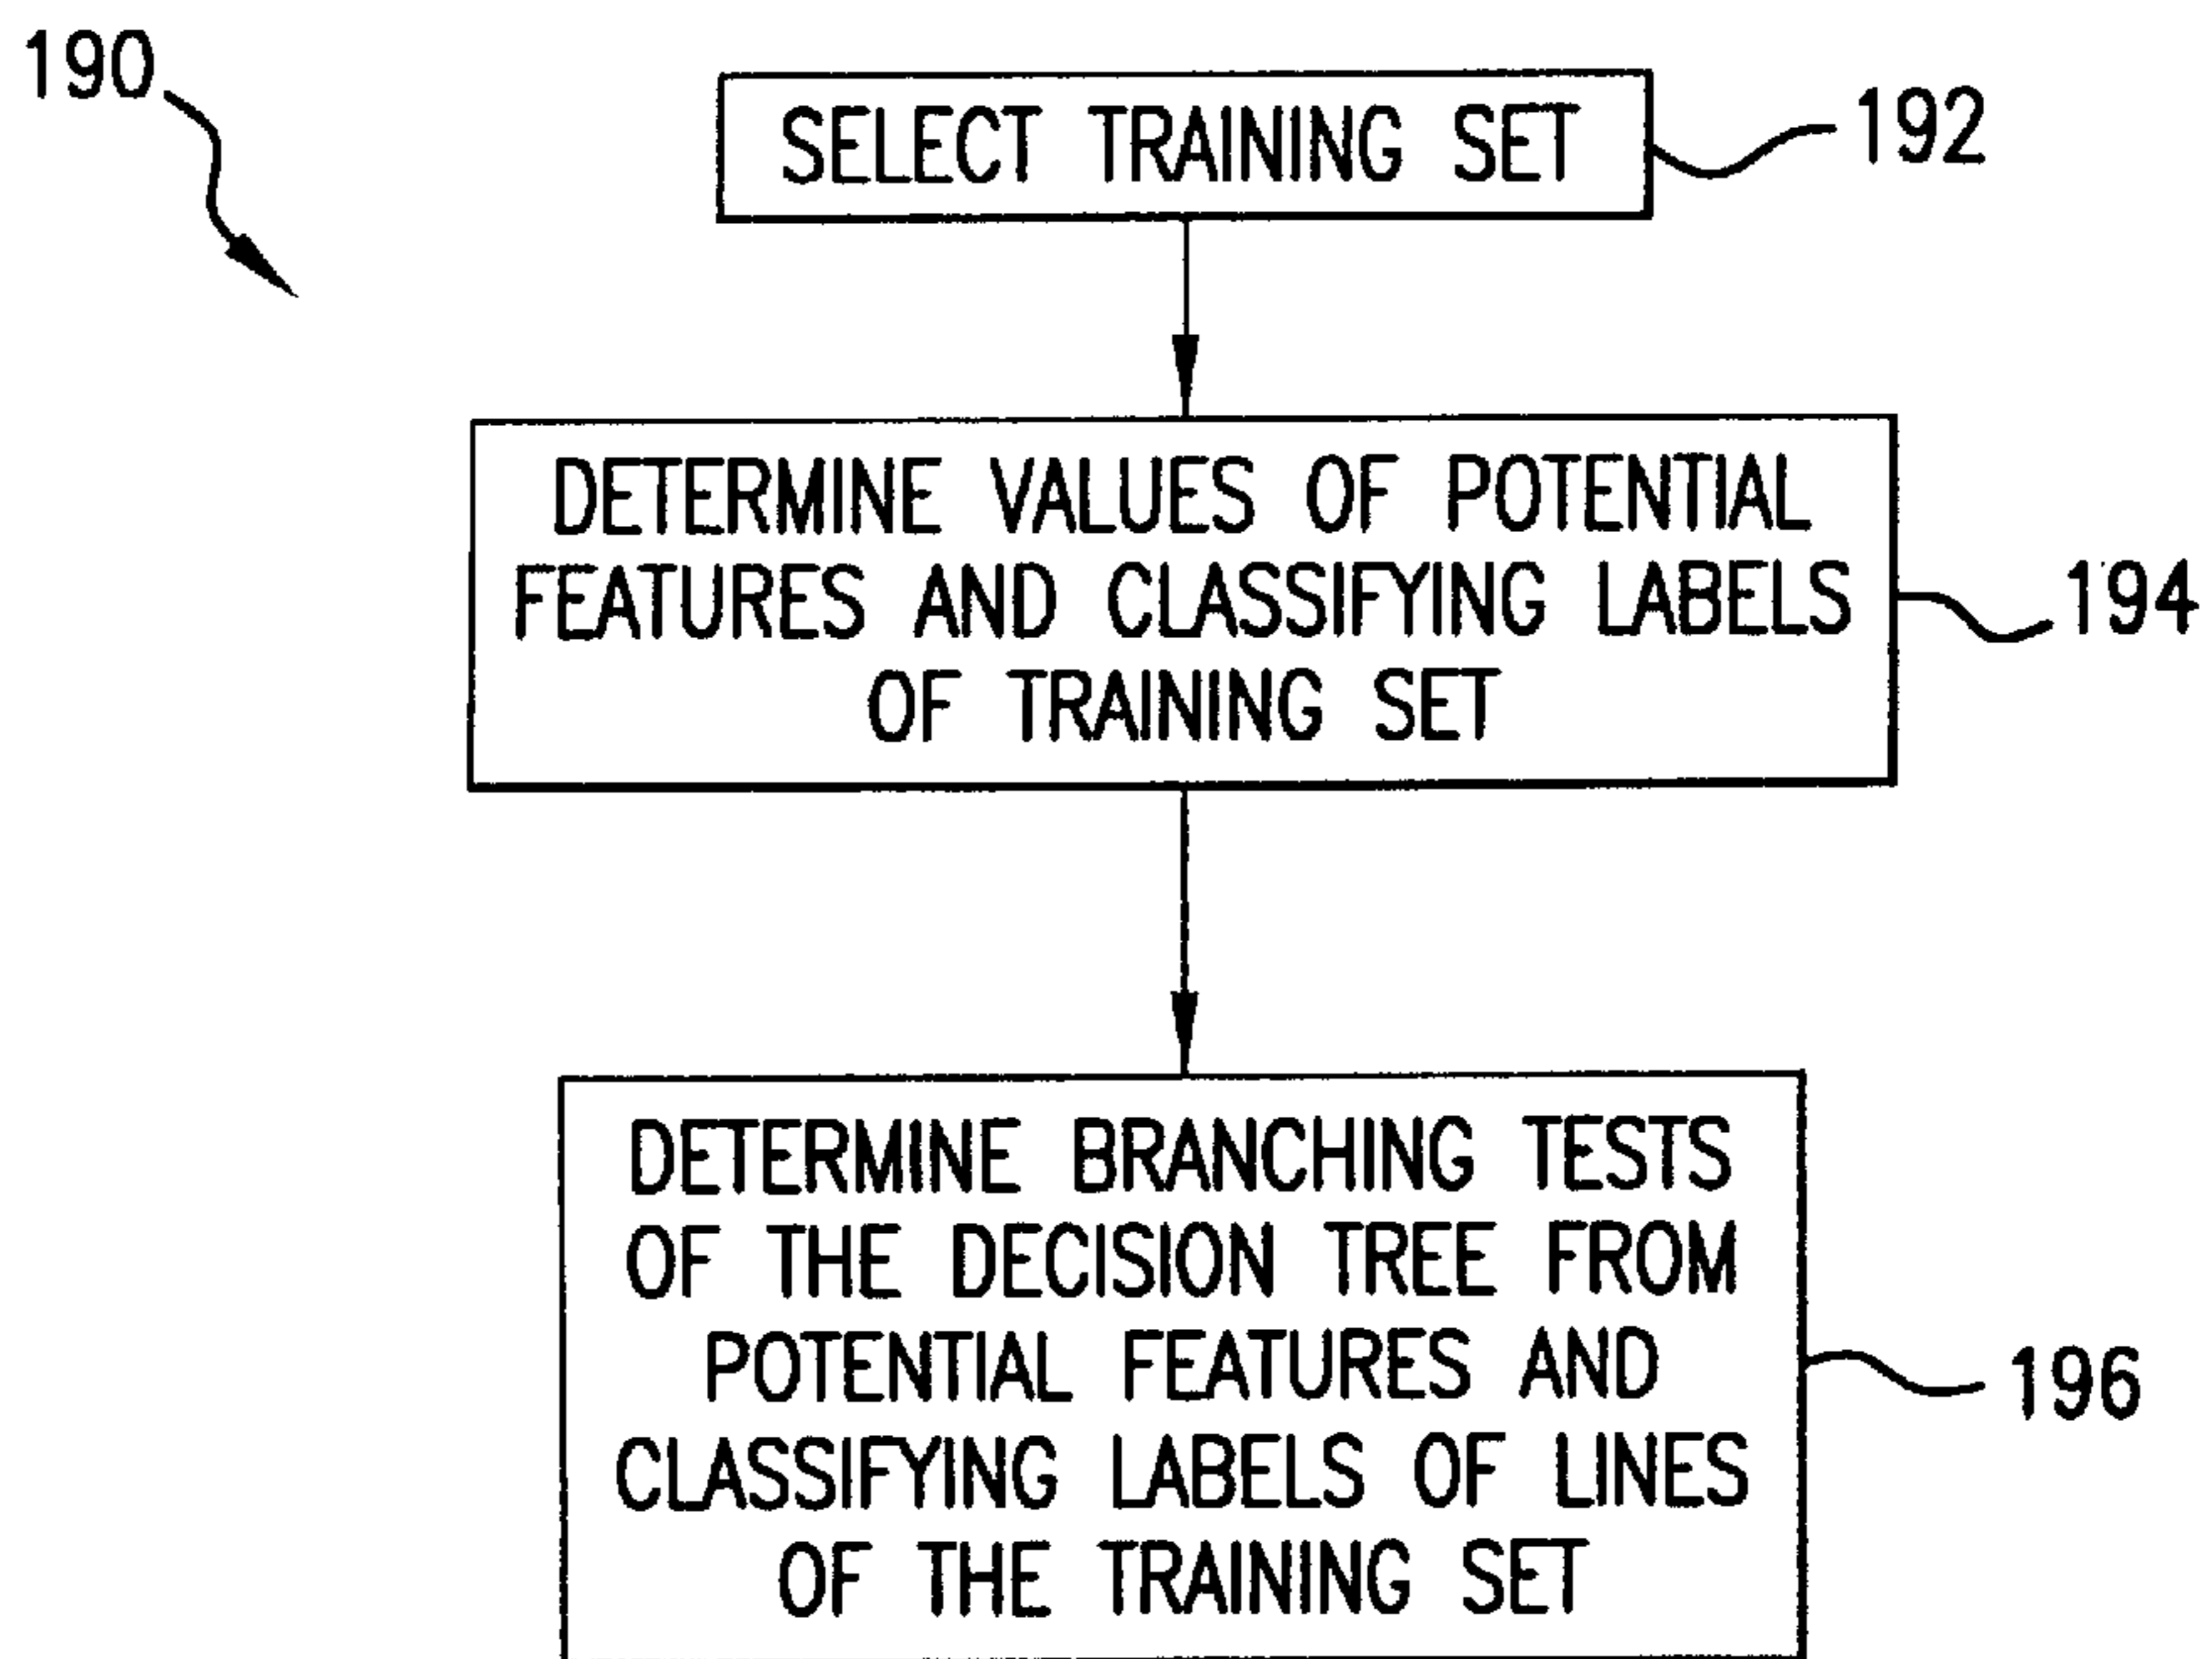 190
SELECT TRAINING SET
192
DETERMINE VALUES OF POTENTIAL
FEATURES AND CLASSIFYING LABELS
OF TRAINING SET
194
DETERMINE BRANCHING TESTS
OF THE DECISION TREE FROM
POTENTIAL FEATURES AND
CLASSIFYING LABELS OF LINES
OF THE TRAINING SET
196